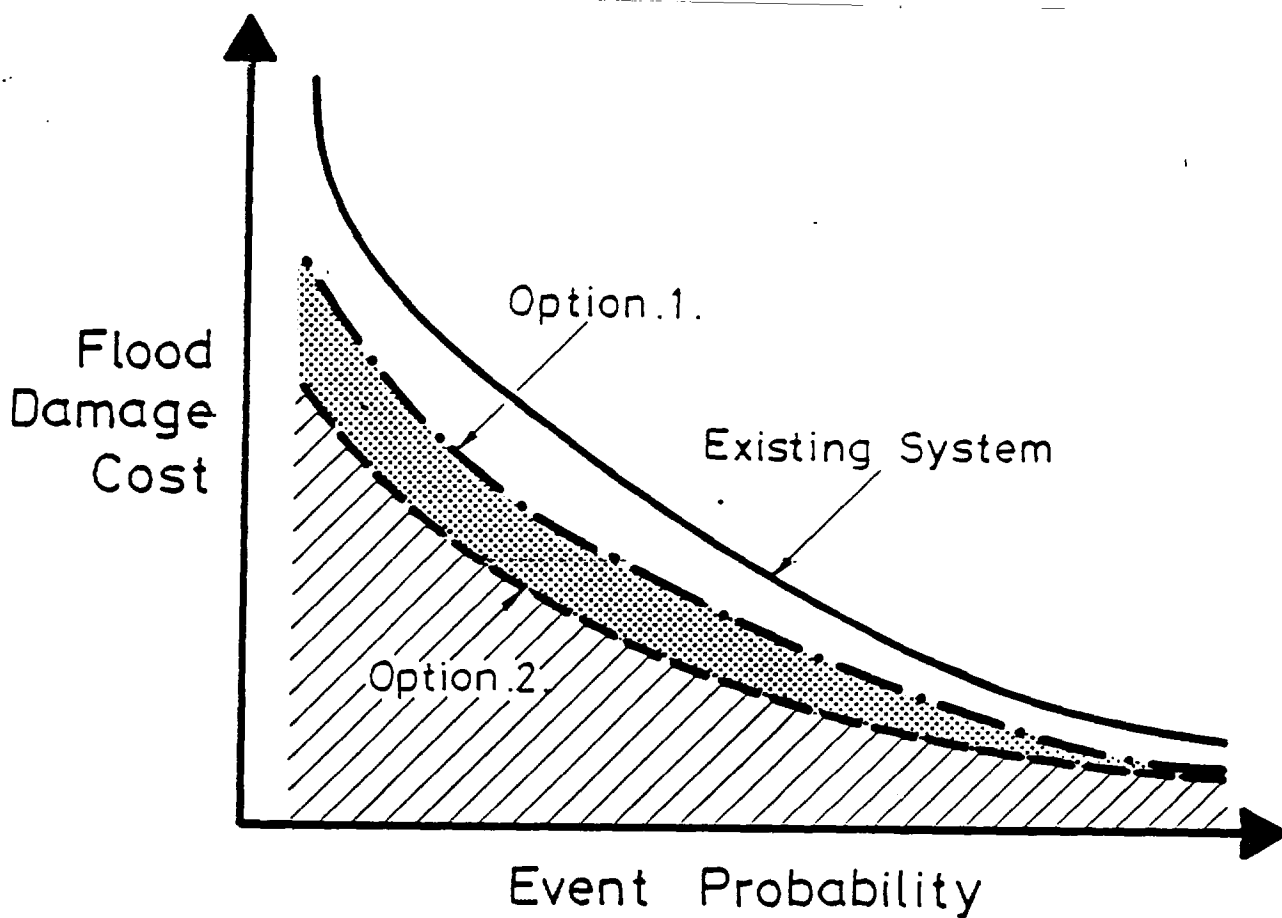 Option.1.
Flood
Damage
Cost
Existing System
Option.2.
Event Probability